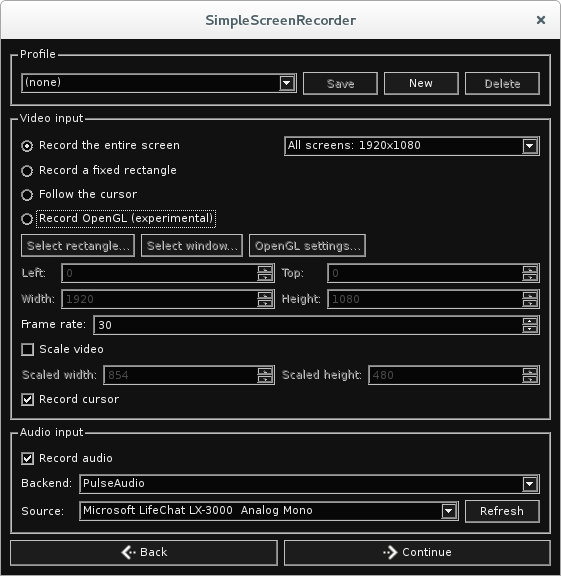 SimpleScreenRecorder ×
Profile
(none) Save New Delete
Video input
Record the entire screen All screens: 1920x1080
Record a fixed rectangle
Follow the cursor
Record OpenGL (experimental)
Select rectangle... Select window... OpenGL settings...
Left: 0 Top: 0
Width: 1920 Height: 1080
Frame rate: 30
Scale video
Scaled width: 854 Scaled height: 480
Record cursor
Audio input
Record audio
Backend: PulseAudio
Source: Microsoft LifeChat LX-3000 Analog Mono Refresh
Back Continue